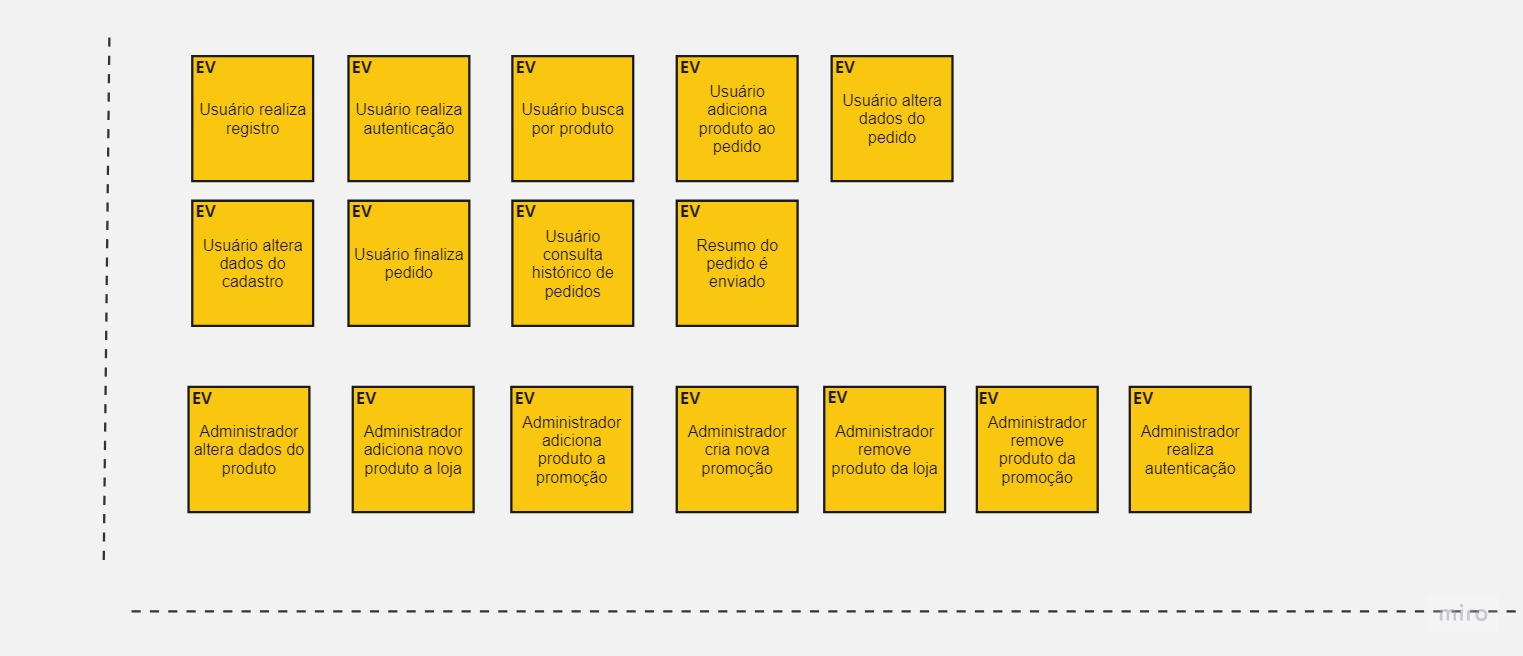 EV
Usuário realiza
registro
EV
Usuário realiza
autenticação
EV
Usuário busca
por produto
EV
Usuário
adiciona
produto ao
pedido
EV
Usuário altera
dados do
pedido
EV
Usuário altera
dados do
cadastro
EV
Usuário finaliza
pedido
EV
Usuário
consulta
histórico de
pedidos
EV
Resumo do
pedido é
enviado
EV
Administrador
altera dados do
produto
EV
Administrador
adiciona novo
produto a loja
EV
Administrador
adiciona
produto a
promoção
EV
Administrador
cria nova
promoção
EV
Administrador
remove
produto da loja
EV
Administrador
remove
produto da
promoção
EV
Administrador
realiza
autenticação
miro